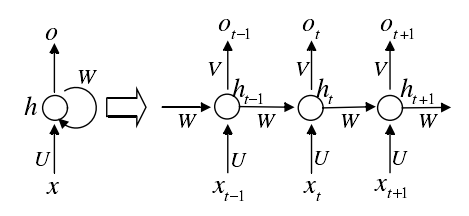 o o_{t-1} o_t o_{t+1}
W V V V
h h_{t-1} h_t h_{t+1}
W W W W
U U U U
x x_{t-1} x_t x_{t+1}